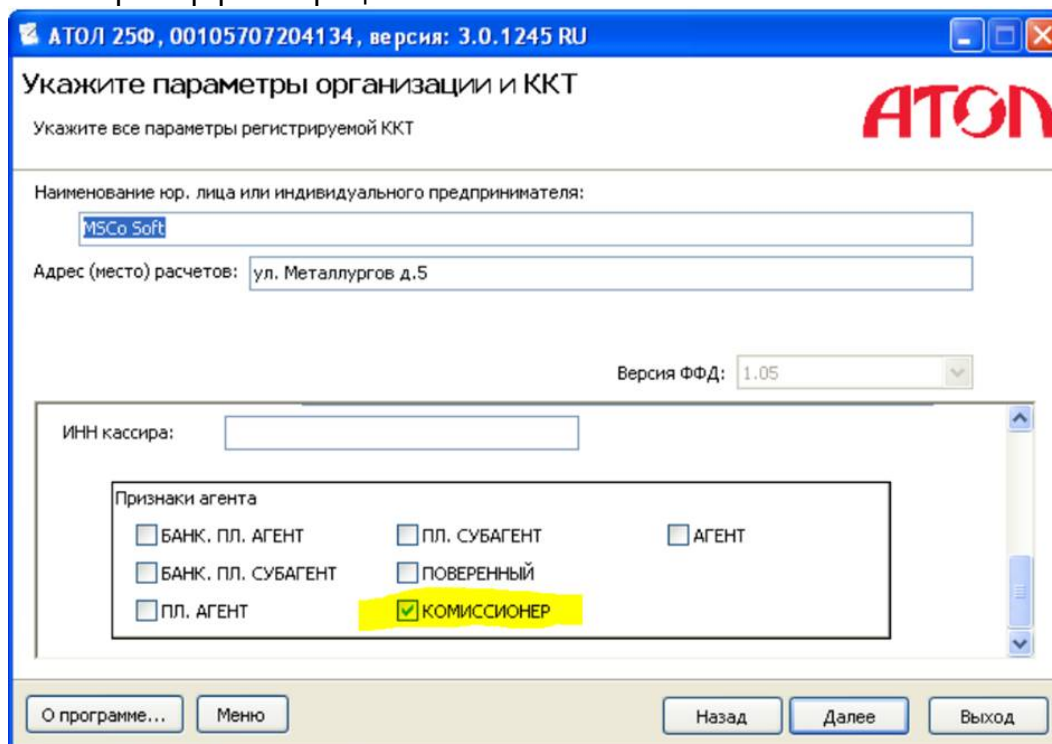 АТОЛ 25Ф, 00105707204134, версия: 3.0.1245 RU
Укажите параметры организации и ККТ
Укажите все параметры регистрируемой ККТ
АТОЛ
Наименование юр. лица или индивидуального предпринимателя:
MSCo Soft
Адрес (место) расчетов: ул. Металлургов д.5
Версия ФФД: 1.05
ИНН кассира:
Признаки агента
БАНК. ПЛ. АГЕНТ ПЛ. СУБАГЕНТ АГЕНТ
БАНК. ПЛ. СУБАГЕНТ ПОВЕРЕННЫЙ
ПЛ. АГЕНТ КОМИССИОНЕР
О программе... Меню Назад Далее Выход